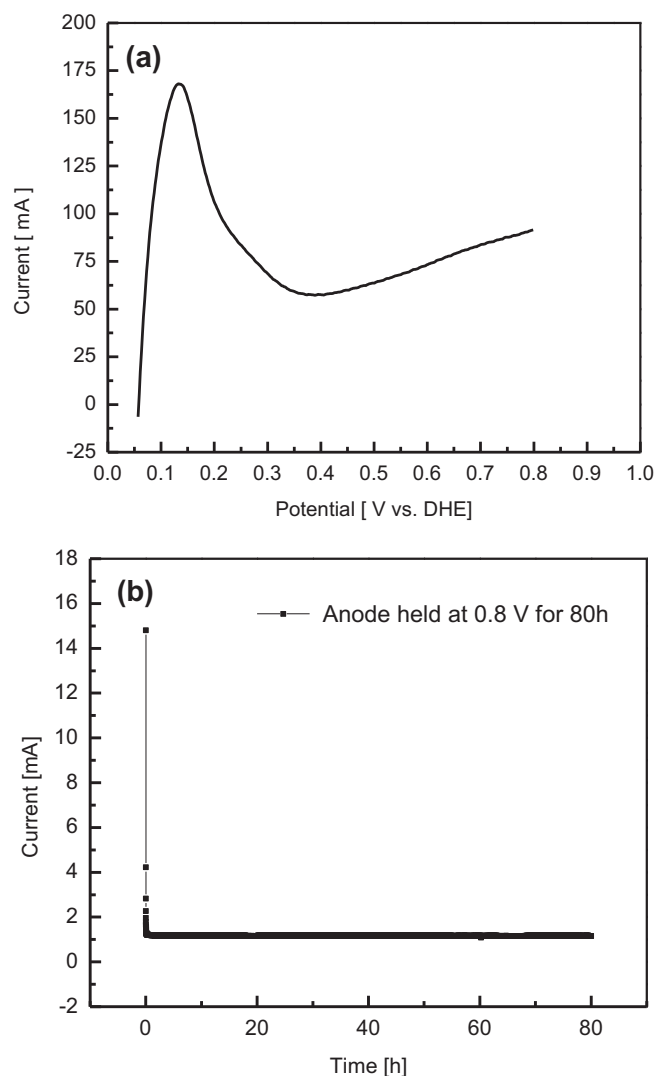 200
175
150
125
100
75
50
25
0
-25
(a)
Current [ mA ]
0.0 0.1 0.2 0.3 0.4 0.5 0.6 0.7 0.8 0.9 1.0
Potential [ V vs. DHE]
18
16
14
12
10
8
6
4
2
0
-2
(b)
Anode held at 0.8 V for 80h
Current [mA]
0 20 40 60 80
Time [h]